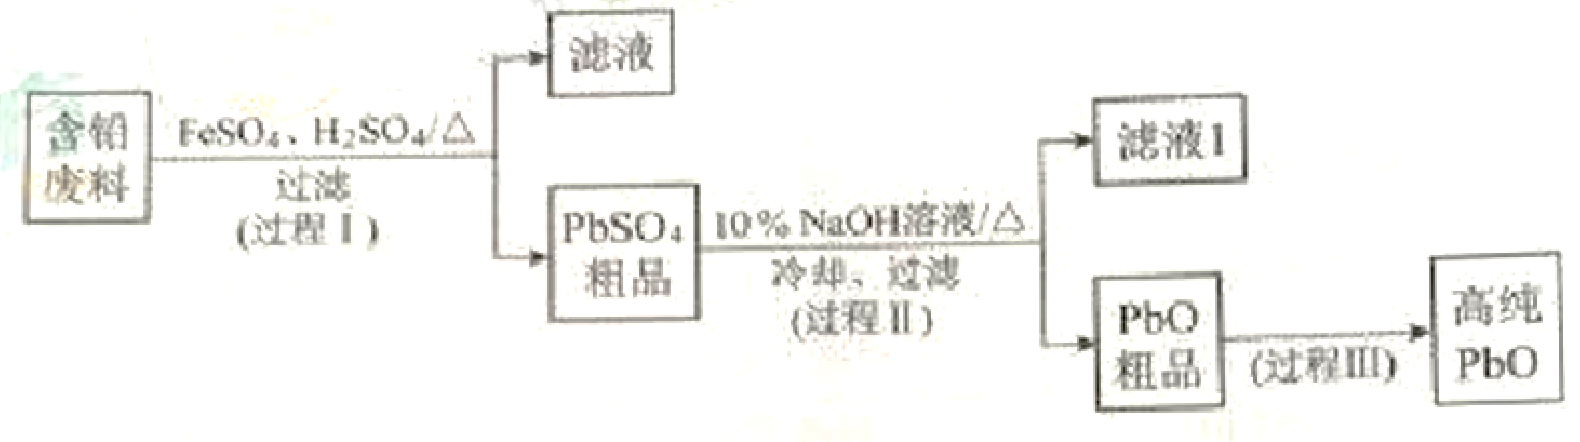 含铅
废料
FeSO₄、H₂SO₄/△
过滤
(过程Ⅰ)
滤液
PbSO₄
粗品
10%NaOH溶液/△
冷却、过滤
(过程Ⅱ)
滤液Ⅰ
PbO
粗品
(过程Ⅲ)
高纯
PbO